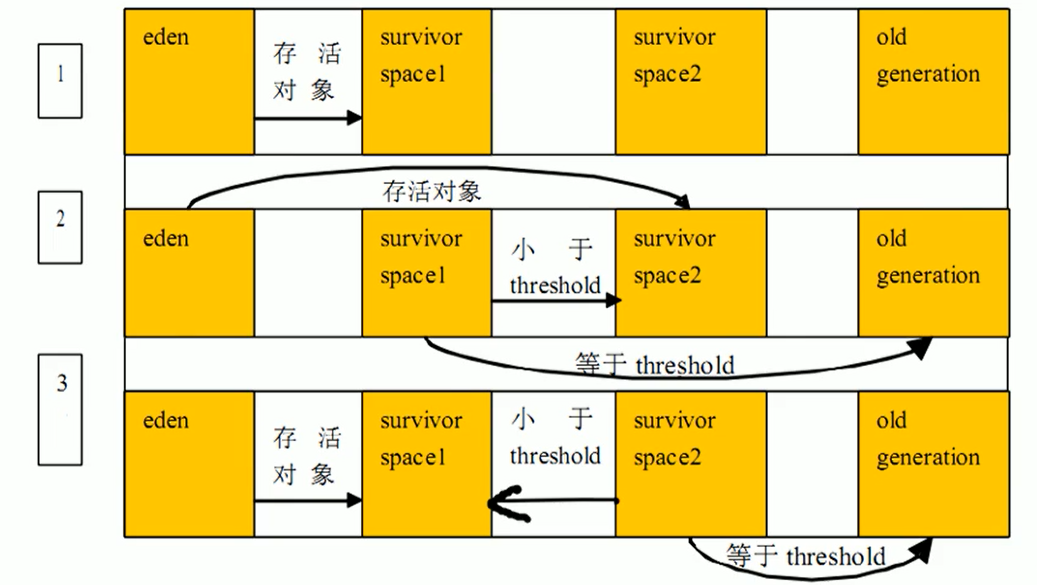 1
eden
存活
对象
survivor
space1
survivor
space2
old
generation
存活对象
2
eden
survivor
space1
小于
threshold
survivor
space2
old
generation
等于 threshold
3
eden
存活
对象
survivor
space1
小于
threshold
survivor
space2
old
generation
等于 threshold